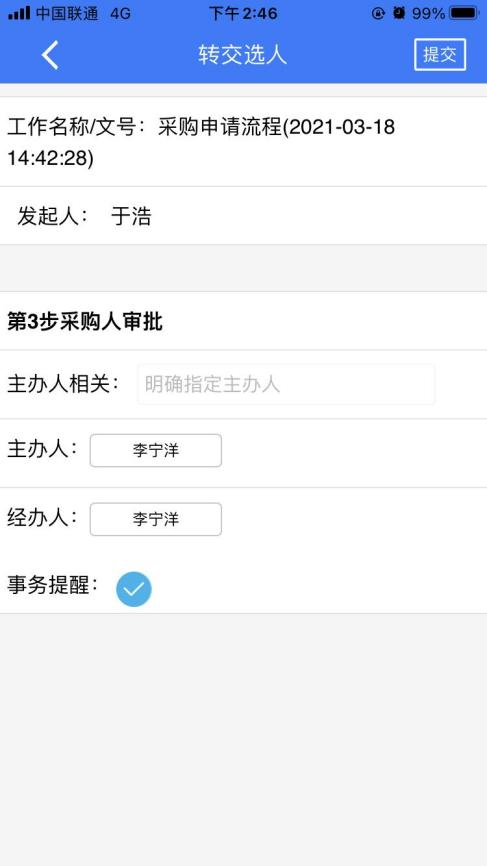 中国联通 4G 下午 2:46 99%
转交选人 提交
工作名称/文号：采购申请流程(2021-03-18
14:42:28)
发起人： 于浩
第3步采购人审批
主办人相关： 明确指定主办人
主办人： 李宁洋
经办人： 李宁洋
事务提醒：